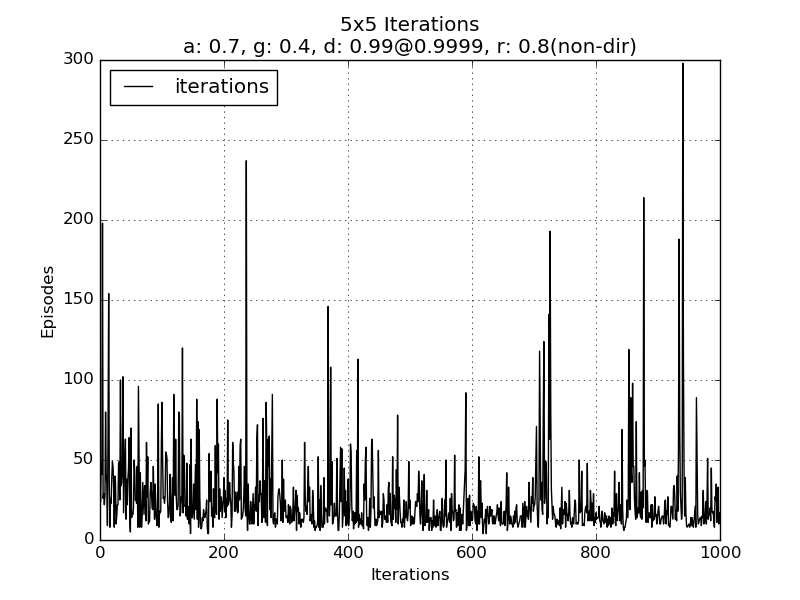 5x5 Iterations
a: 0.7, g: 0.4, d: 0.99@0.9999, r: 0.8(non-dir)
iterations
300
250
200
150
100
50
0
Episodes
0 200 400 600 800 1000
Iterations